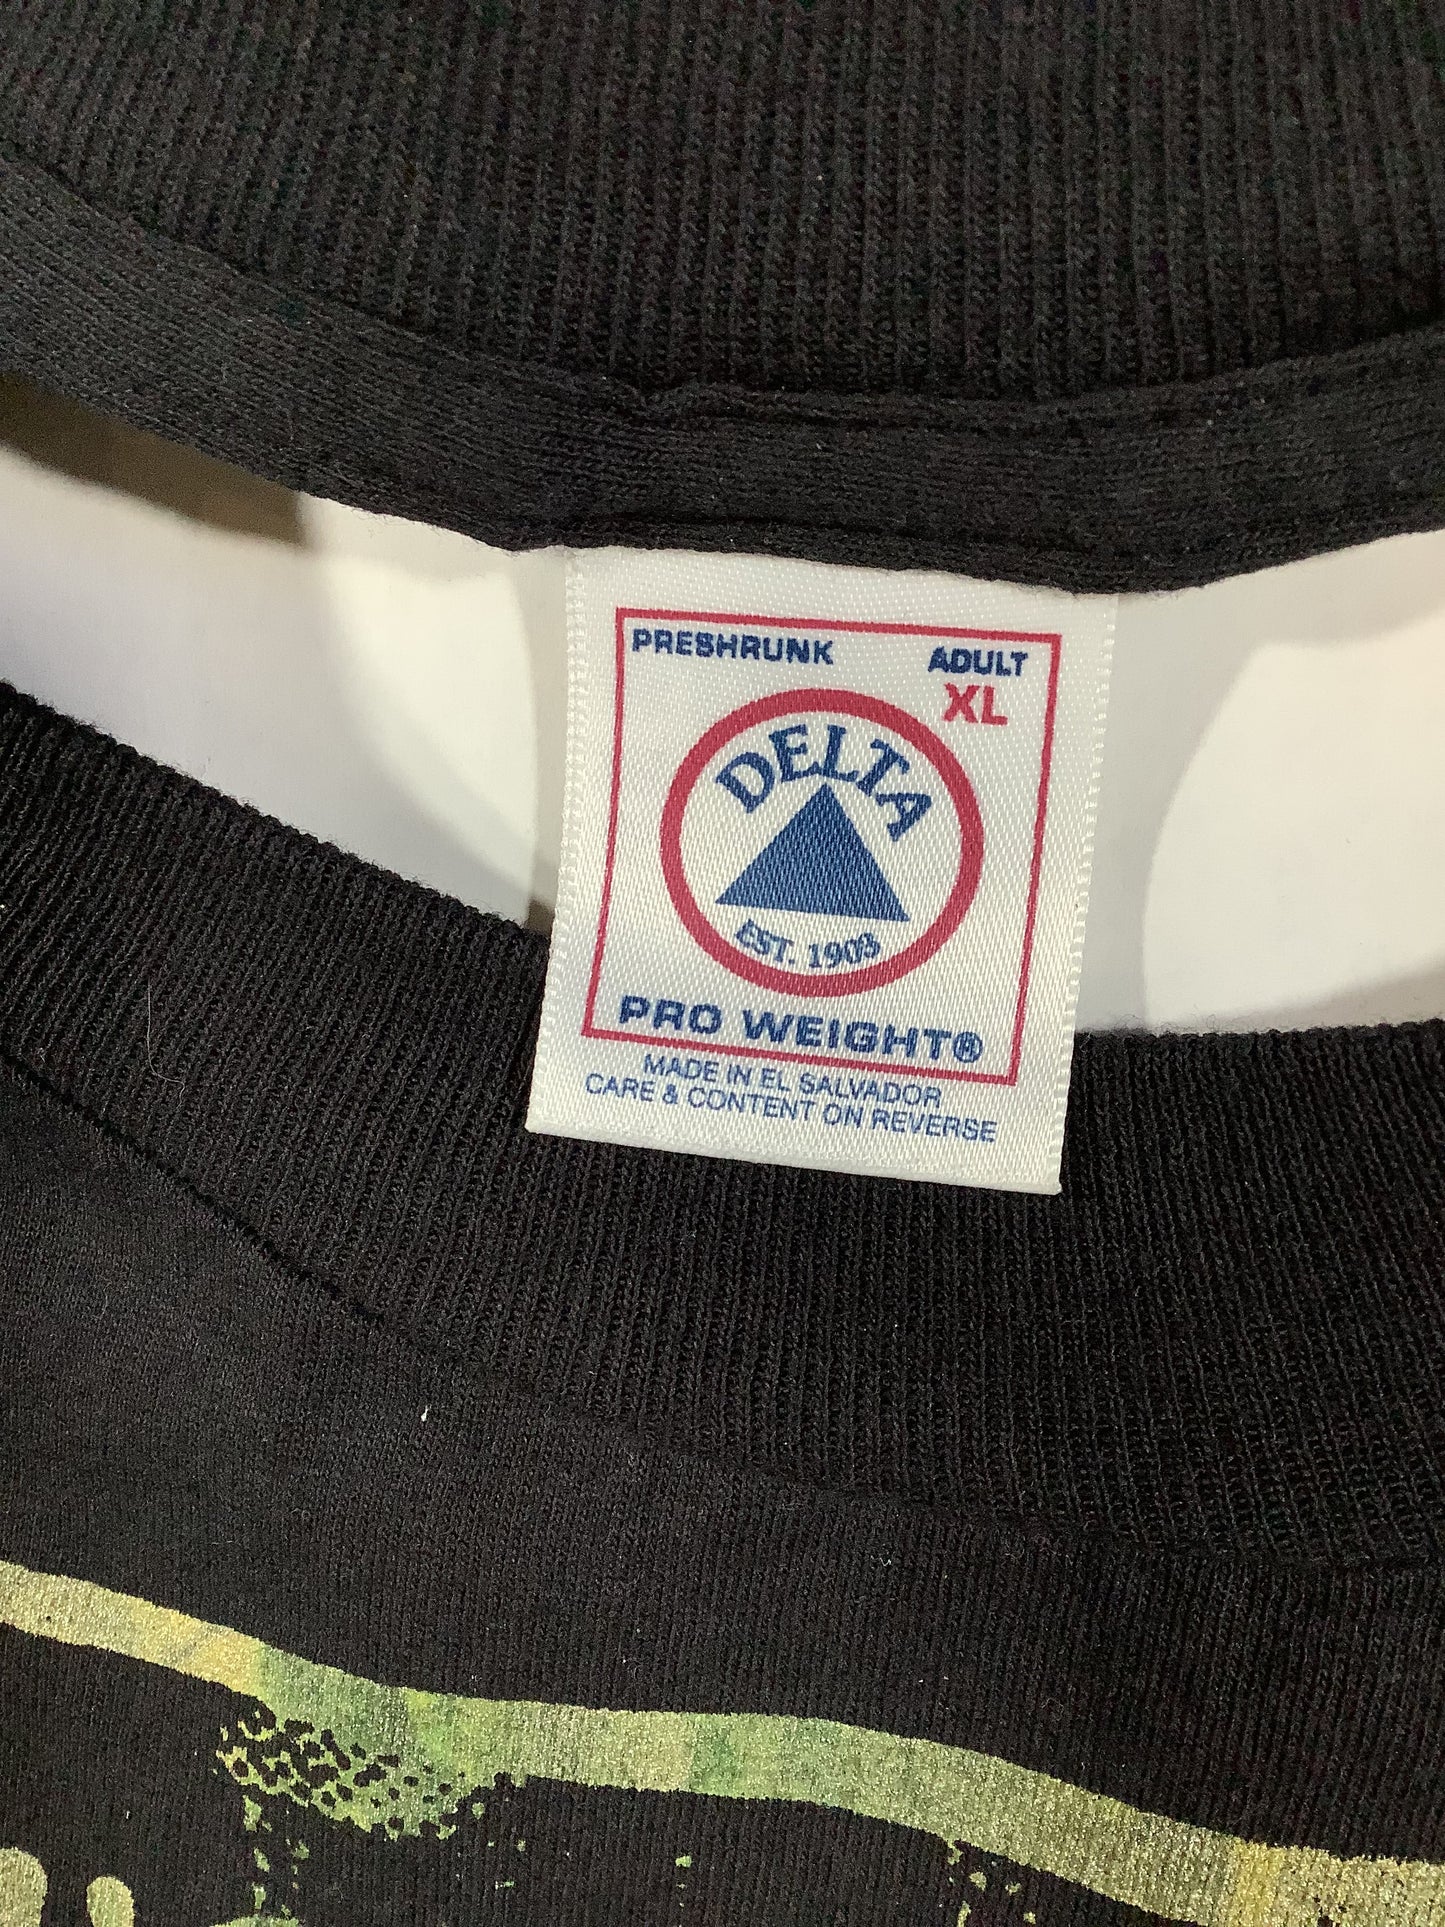 PRESHRUNK ADULT
XL
DELTA
EST. 1903
PRO WEIGHT®
MADE IN EL SALVADOR
CARE & CONTENT ON REVERSE